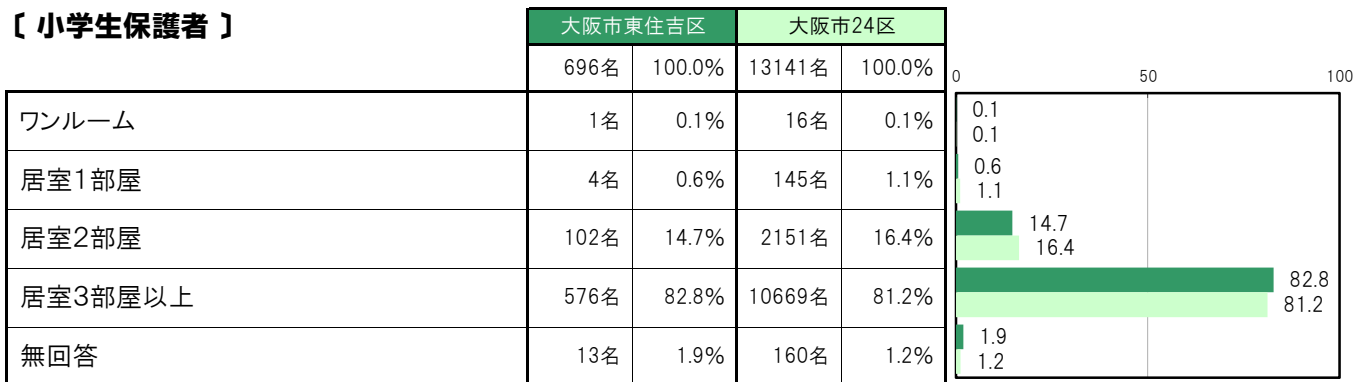 〔 小学生保護者 〕
大阪市東住吉区 大阪市24区
696名 100.0% 13141名 100.0%
0 50 100
ワンルーム 1名 0.1% 16名 0.1%
0.1
0.1
居室1部屋 4名 0.6% 145名 1.1%
0.6
1.1
居室2部屋 102名 14.7% 2151名 16.4%
14.7
16.4
居室3部屋以上 576名 82.8% 10669名 81.2%
82.8
81.2
無回答 13名 1.9% 160名 1.2%
1.9
1.2